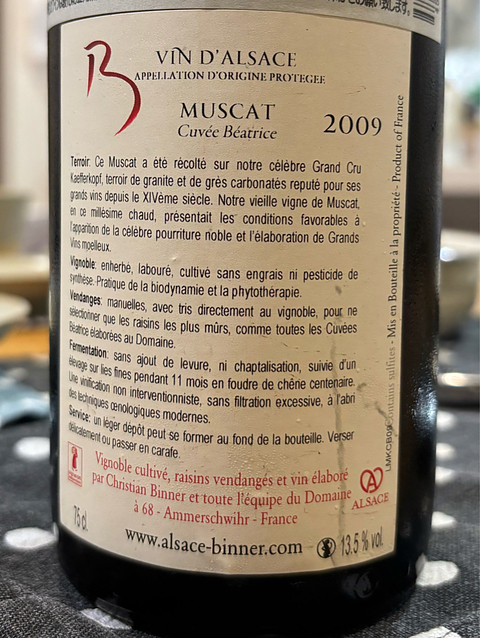 B
VIN D'ALSACE
APPELLATION D'ORIGINE PROTEGEE
MUSCAT
Cuvée Béatrice
2009
Terroir: Ce Muscat a été récolté sur notre célèbre Grand Cru
Kaefferkopf, terroir de granite et de grès carbonatés reputé pour ses
grands vins depuis le XIVéme siècle. Notre vieille vigne de Muscat,
en ce millésime chaud, présentait les conditions favorables à
l'apparition de la célèbre pourriture noble et l'élaboration de Grands
Vins moelleux.
Vignoble: enherbé, labouré, cultivé sans engrais ni pesticide de
synthèse. Pratique de la biodynamie et la phytothérapie.
Vendanges: manuelles, avec tris directement au vignoble, pour ne
sélectionner que les raisins les plus mûrs, comme toutes les Cuvées
Béatrice élaborées au Domaine.
Fermentation: sans ajout de levure, ni chaptalisation, suivie d'un
élevage sur lies fines pendant 11 mois en foudre de chêne centenaire.
Une vinification non interventionniste, sans filtration excessive, à l'abri
des techniques œnologiques modernes.
Service: un léger dépôt peut se former au fond de la bouteille. Verser
délicatement ou passer en carafe.
Vignoble cultivé, raisins vendangés et vin élaboré
par Christian Binner et toute l'équipe du Domaine
à 68 - Ammerschwihr - France
ALSACE
75 cl.
www.alsace-binner.com
13.5 % vol.
LMKCB09 Contains sulfites - Mis en Bouteille à la propriété - Product of France